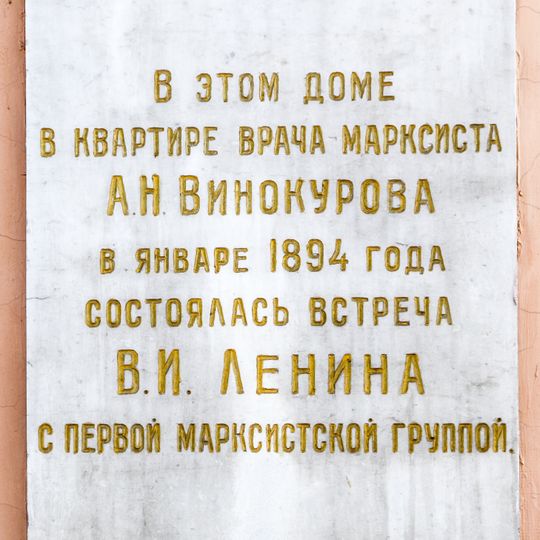 В ЭТОМ ДОМЕ
В КВАРТИРЕ ВРАЧА МАРКСИСТА
А.Н. ВИНОКУРОВА
В ЯНВАРЕ 1894 ГОДА
СОСТОЯЛАСЬ ВСТРЕЧА
В.И. ЛЕНИНА
С ПЕРВОЙ МАРКСИСТСКОЙ ГРУППОЙ.